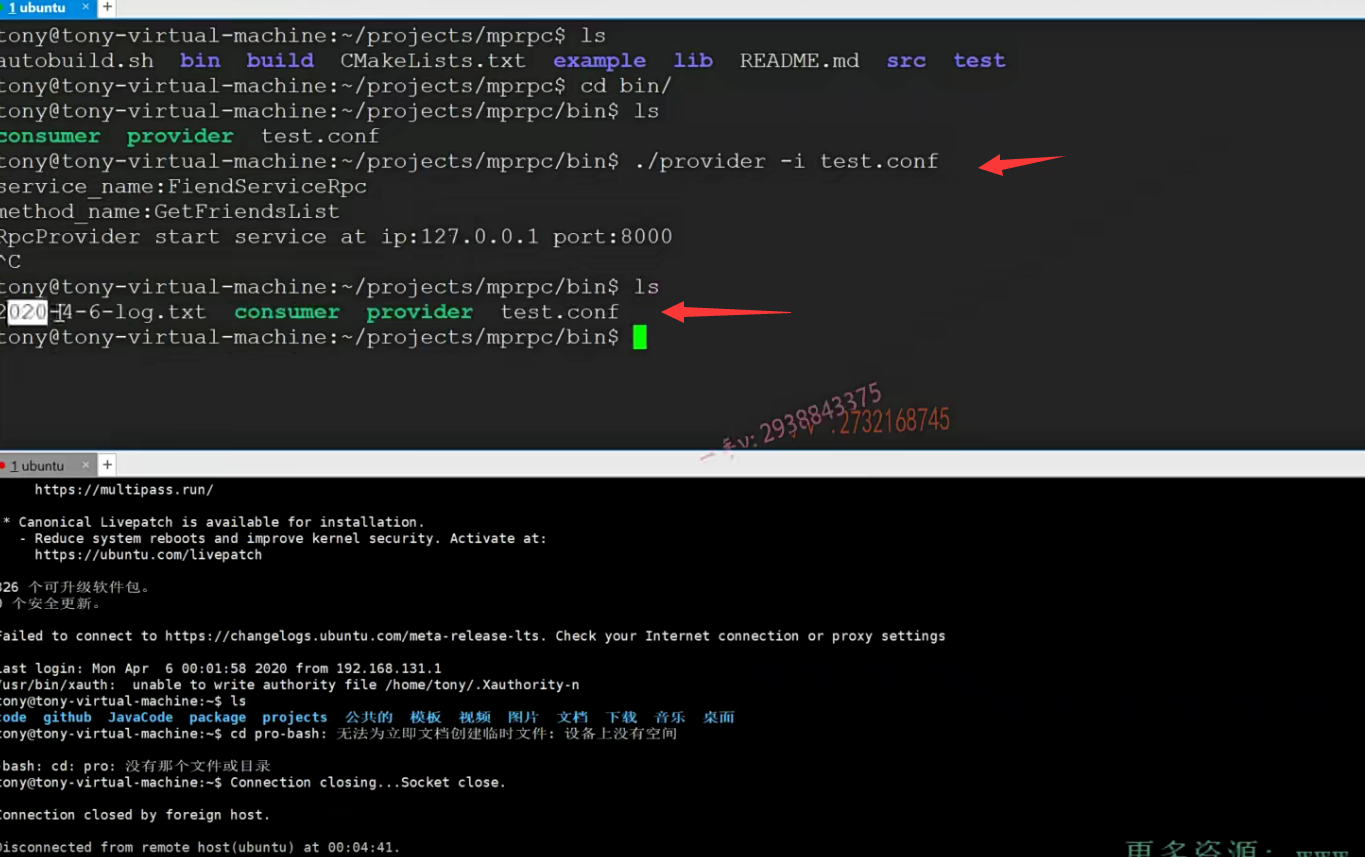 1 ubuntu × +
tony@tony-virtual-machine:~/projects/mprpc$ ls
autobuild.sh bin build CMakeLists.txt example lib README.md src test
tony@tony-virtual-machine:~/projects/mprpc$ cd bin/
tony@tony-virtual-machine:~/projects/mprpc/bin$ ls
consumer provider test.conf
tony@tony-virtual-machine:~/projects/mprpc/bin$ ./provider -i test.conf
service_name:FiendServiceRpc
method_name:GetFriendsList
RpcProvider start service at ip:127.0.0.1 port:8000
^C
tony@tony-virtual-machine:~/projects/mprpc/bin$ ls
2020-4-6-log.txt consumer provider test.conf
tony@tony-virtual-machine:~/projects/mprpc/bin$
v:2938843375
v:2732168745
1 ubuntu × +
https://multipass.run/
* Canonical Livepatch is available for installation.
- Reduce system reboots and improve kernel security. Activate at:
https://ubuntu.com/livepatch
326 个可升级软件包。
0 个安全更新。
Failed to connect to https://changelogs.ubuntu.com/meta-release-lts. Check your Internet connection or proxy settings
Last login: Mon Apr  6 00:01:58 2020 from 192.168.131.1
/usr/bin/xauth:  unable to write authority file /home/tony/.Xauthority-n
tony@tony-virtual-machine:~$ ls
code github JavaCode package projects 公共的 模板 视频 图片 文档 下载 音乐 桌面
tony@tony-virtual-machine:~$ cd pro-bash: 无法为立即文档创建临时文件: 设备上没有空间
-bash: cd: pro: 没有那个文件或目录
tony@tony-virtual-machine:~$ Connection closing...Socket close.
Connection closed by foreign host.
Disconnected from remote host(ubuntu) at 00:04:41.
更多资源: www